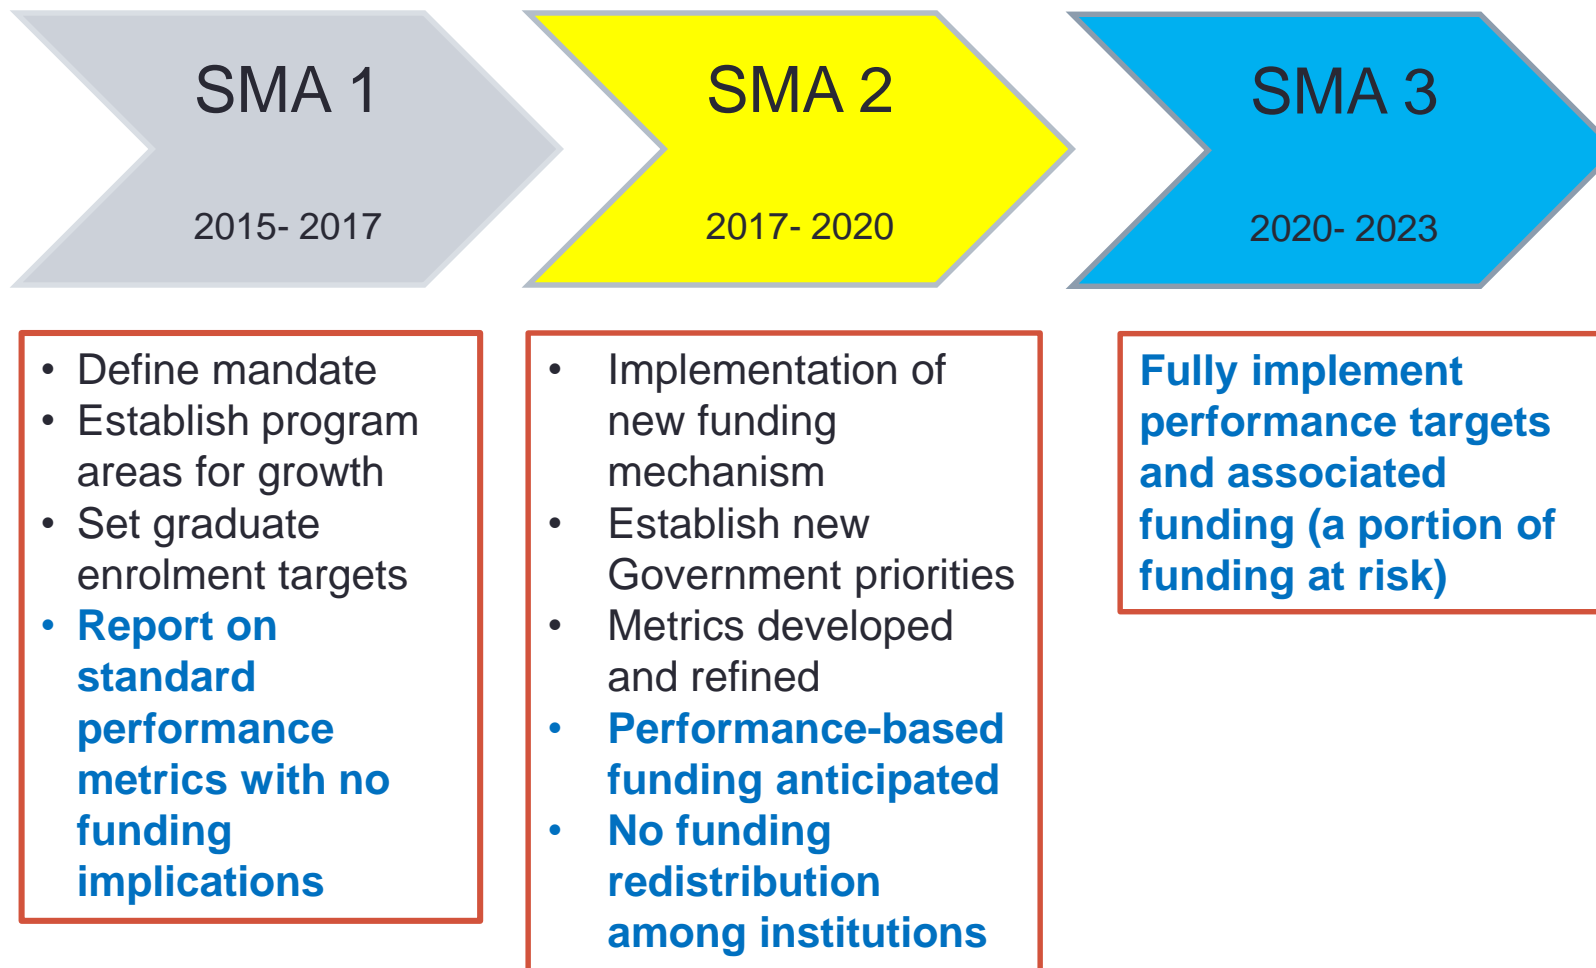 SMA 1
2015- 2017
SMA 2
2017- 2020
SMA 3
2020- 2023
• Define mandate
• Establish program
areas for growth
• Set graduate
enrolment targets
• Report on
standard
performance
metrics with no
funding
implications
• Implementation of
new funding
mechanism
• Establish new
Government priorities
• Metrics developed
and refined
• Performance-based
funding anticipated
• No funding
redistribution
among institutions
Fully implement
performance targets
and associated
funding (a portion of
funding at risk)